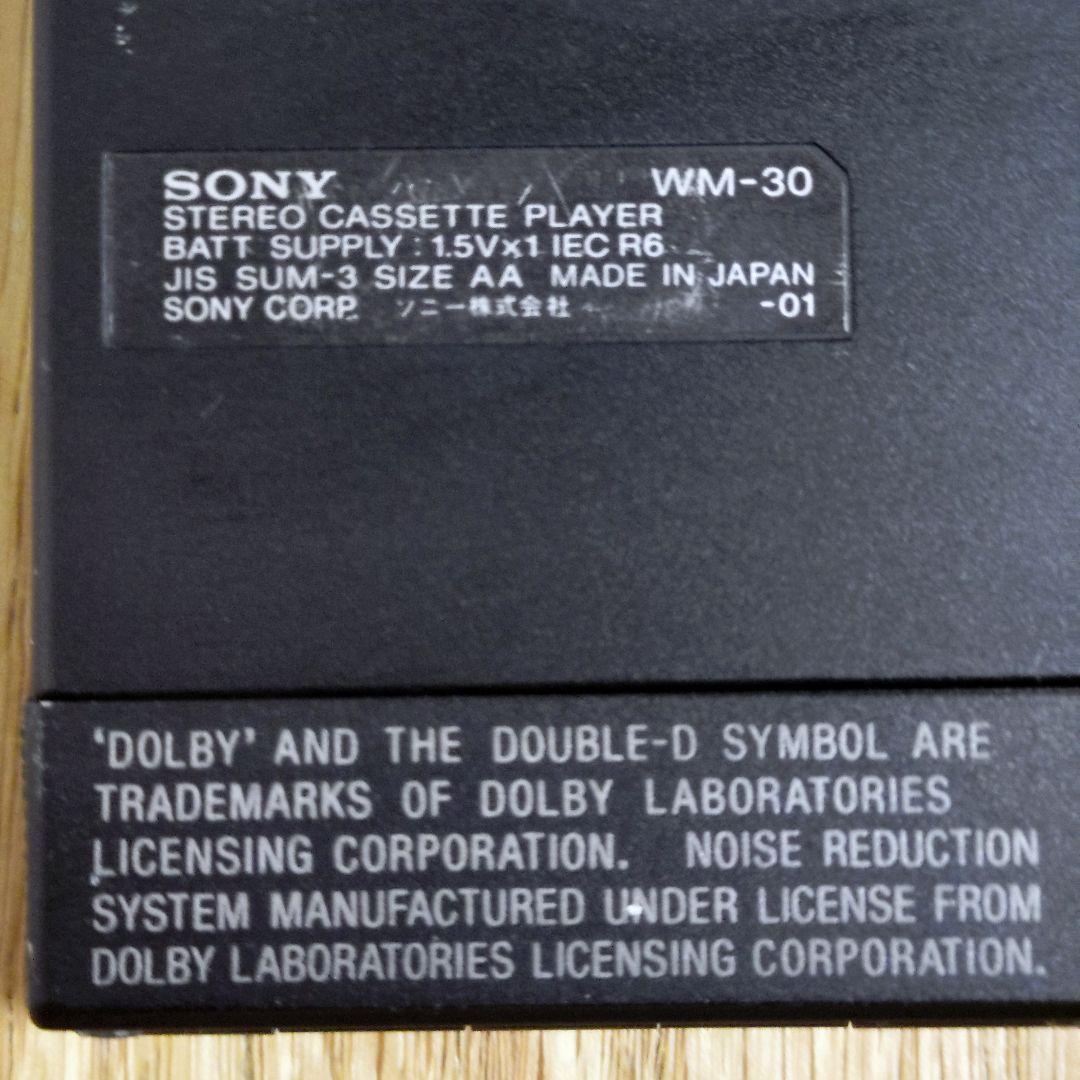 SONY WM-30
STEREO CASSETTE PLAYER
BATT SUPPLY : 1.5Vx1 IEC R6
JIS SUM-3 SIZE AA MADE IN JAPAN
SONY CORP. ソニー株式会社 -01
'DOLBY' AND THE DOUBLE-D SYMBOL ARE
TRADEMARKS OF DOLBY LABORATORIES
LICENSING CORPORATION. NOISE REDUCTION
SYSTEM MANUFACTURED UNDER LICENSE FROM
DOLBY LABORATORIES LICENSING CORPORATION.